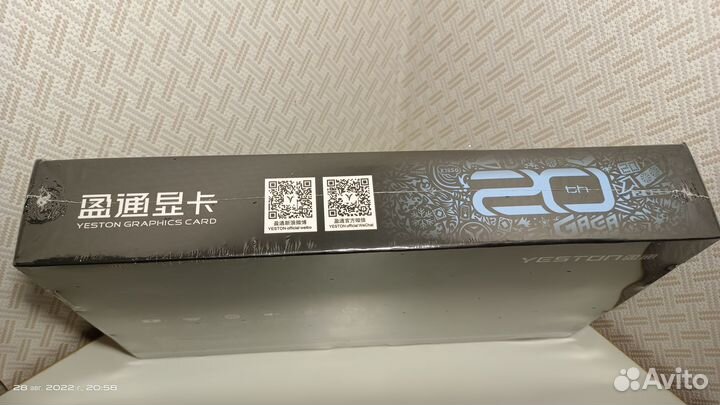 盈通显卡
YESTON GRAPHICS CARD
盈通新浪微博
YESTON official weibo
盈通官方微信
YESTON official WeChat
20th
GAGA
YESTON盈通
28 авг. 2022 г., 20:58
Avito